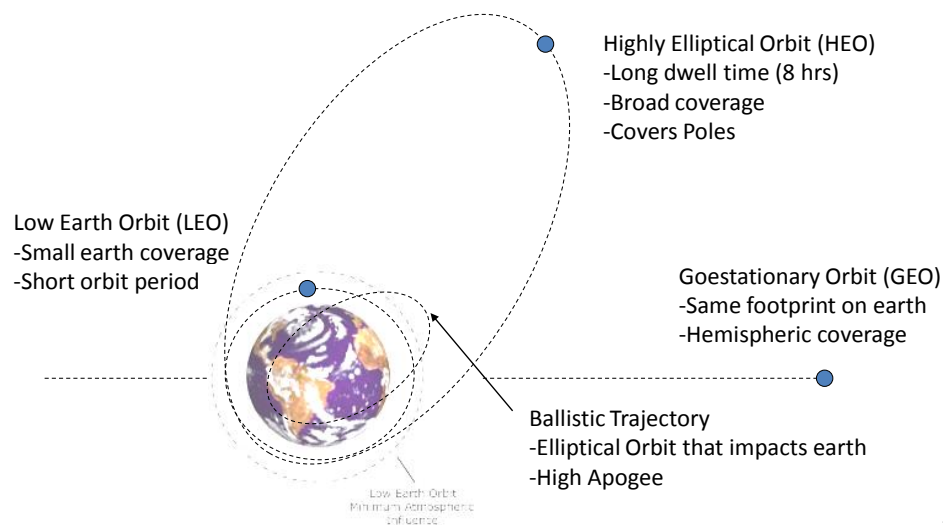 Highly Elliptical Orbit (HEO)
-Long dwell time (8 hrs)
-Broad coverage
-Covers Poles
Low Earth Orbit (LEO)
-Small earth coverage
-Short orbit period
Goestationary Orbit (GEO)
-Same footprint on earth
-Hemispheric coverage
Ballistic Trajectory
-Elliptical Orbit that impacts earth
-High Apogee
Low Earth Orbit
Minimum Atmospheric
Influence